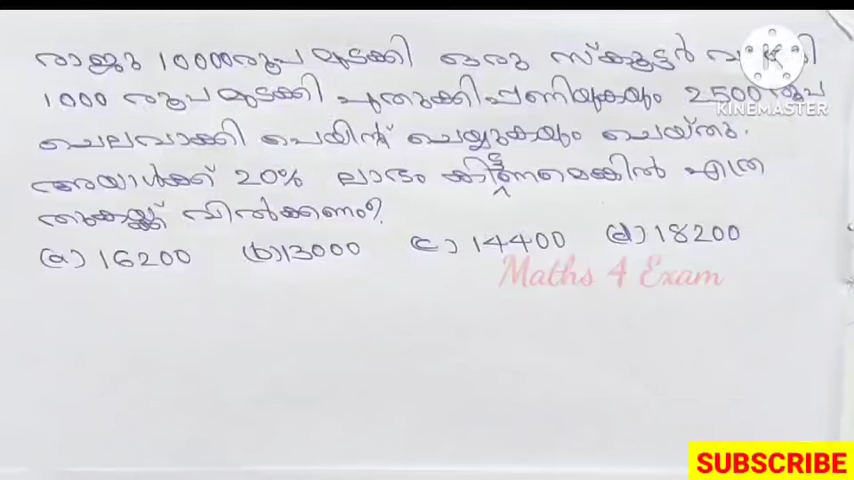 രാജു 10000 രൂപ മുടക്കി ഒരു സ്കൂട്ടർ
1000 രൂപ മുടക്കി പുതുക്കിപ്പണിയുകയും 2500 രൂപ
KINEMASTER
ചെലവാക്കി പെയിന്റ് ചെയ്യുകയും ചെയ്തു.
അയാൾക്ക് 20% ലാഭം കിട്ടണമെങ്കിൽ എത്ര
തുകയ്ക്ക് വിൽക്കണം?
(a) 16200 (b) 13000 (c) 14400 (d) 18200
Maths 4 Exam
SUBSCRIBE